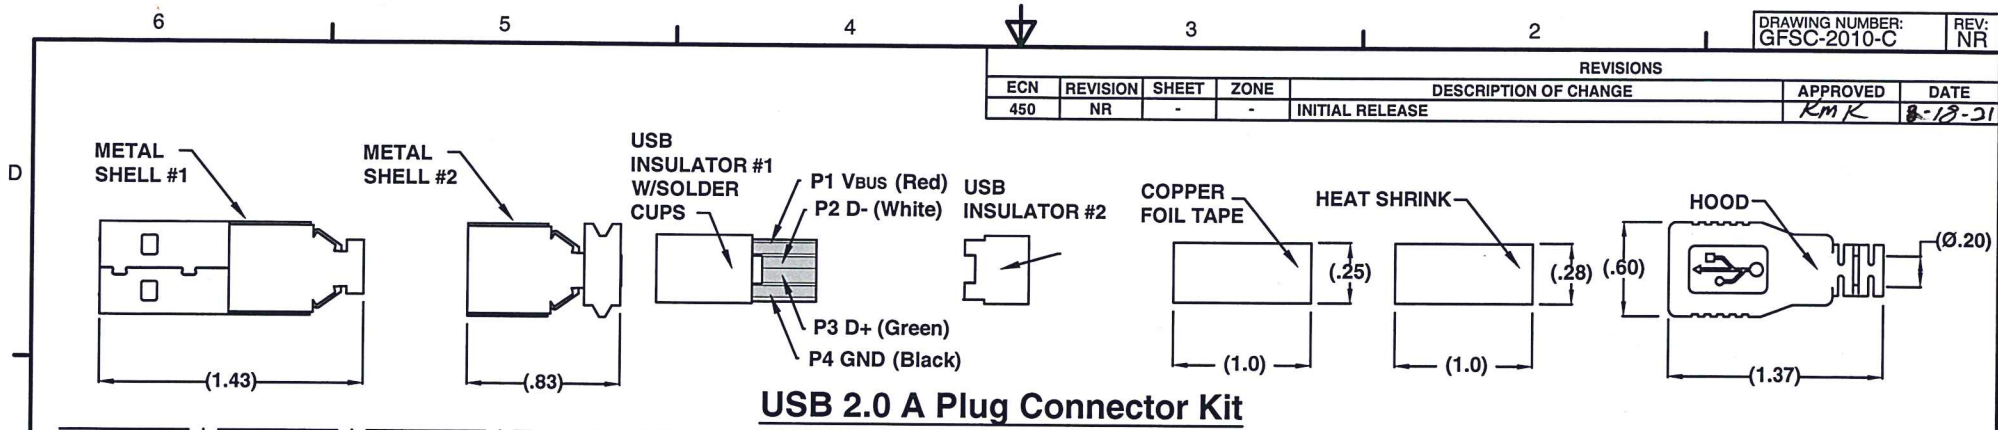 6 5 4 3 2
DRAWING NUMBER: REV:
GFSC-2010-C NR
REVISIONS
ECN REVISION SHEET ZONE DESCRIPTION OF CHANGE APPROVED DATE
450 NR - - INITIAL RELEASE KMK 8-18-21
D
METAL
SHELL #1
METAL
SHELL #2
USB
INSULATOR #1
W/SOLDER
CUPS
P1 VBUS (Red)
P2 D- (White)
P3 D+ (Green)
P4 GND (Black)
USB
INSULATOR #2
COPPER
FOIL TAPE
HEAT SHRINK
HOOD
(.25)
(.28)
(.60)
(Ø.20)
(1.43)
(.83)
(1.0)
(1.0)
(1.37)
USB 2.0 A Plug Connector Kit